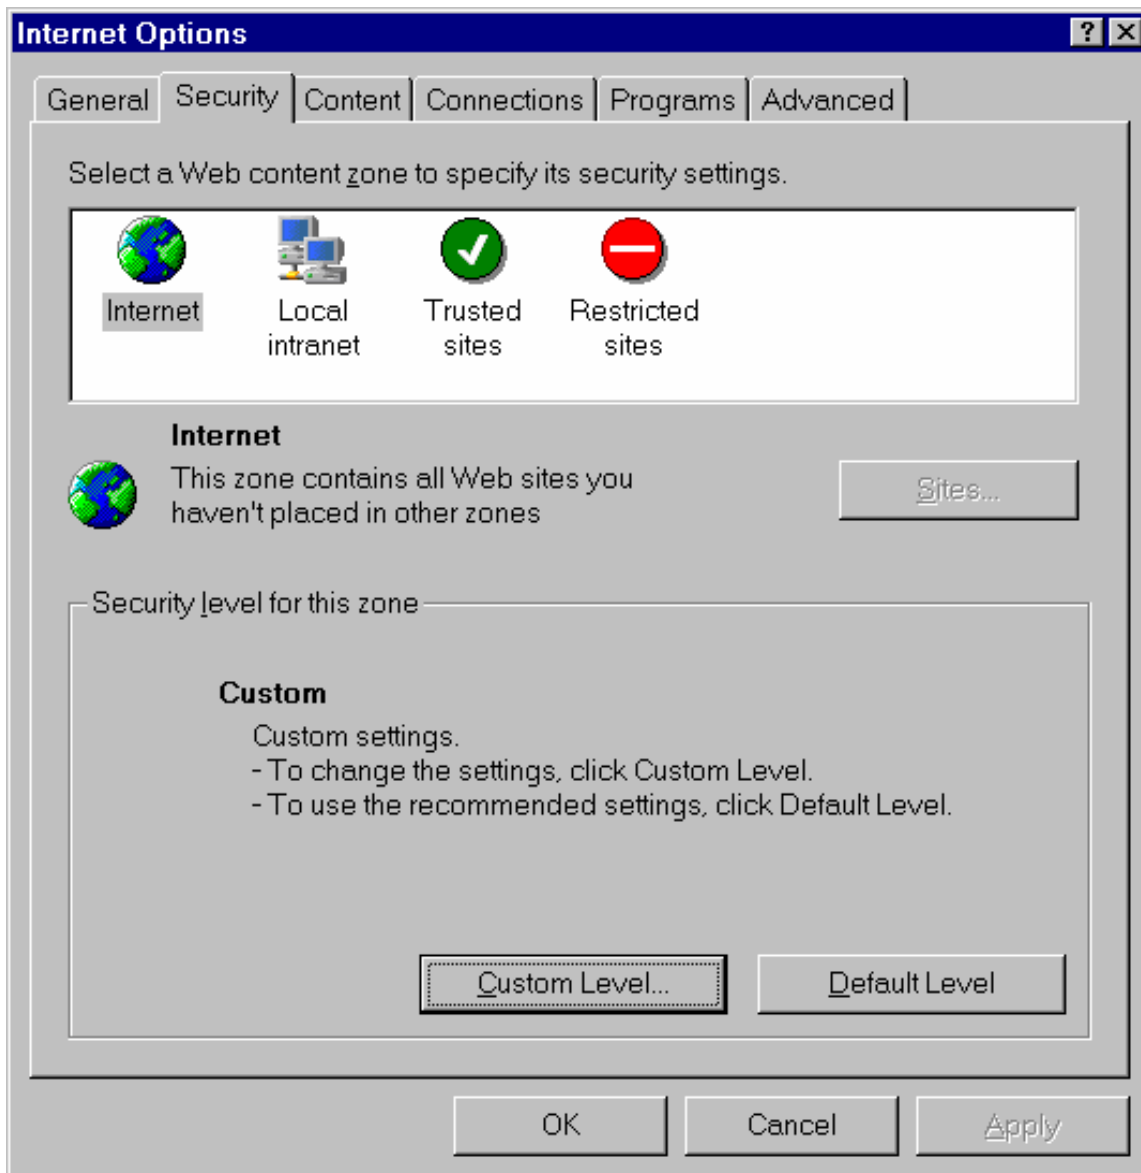 Internet Options
General Security Content Connections Programs Advanced
Select a Web content zone to specify its security settings.
Internet Local intranet Trusted sites Restricted sites
Internet
This zone contains all Web sites you
haven't placed in other zones
Sites...
Security level for this zone
Custom
Custom settings.
- To change the settings, click Custom Level.
- To use the recommended settings, click Default Level.
Custom Level... Default Level
OK Cancel Apply